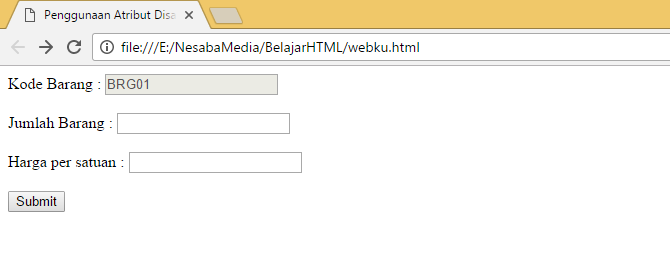 Penggunaan Atribut Disa
file:///E:/NesabaMedia/BelajarHTML/webku.html
Kode Barang : BRG01
Jumlah Barang :
Harga per satuan :
Submit